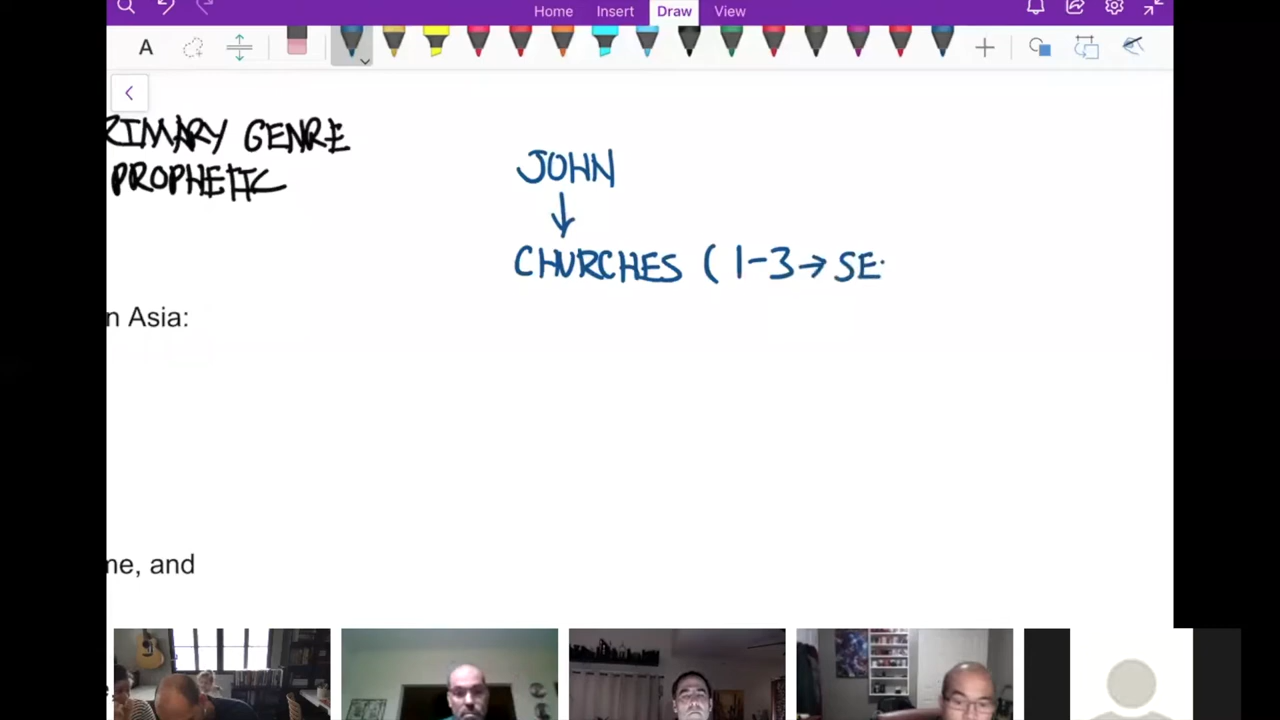 Home Insert Draw View
A
RIMARY GENRE
PROPHETIC
JOHN
↓
CHURCHES ( 1-3 → SE
n Asia:
me, and